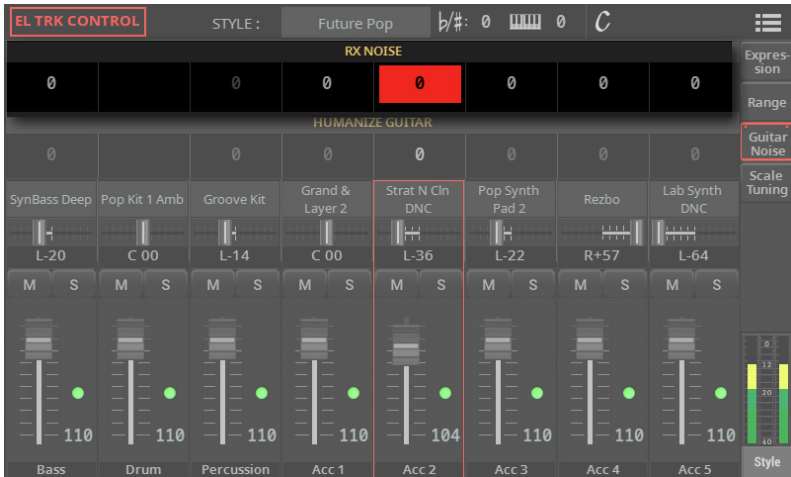 EL TRK CONTROL STYLE : Future Pop ♭/♯: 0 0 C
RX NOISE
0 0 0 0 0 0 0
HUMANIZE GUITAR
0 0 0 0 0 0 0
SynBass Deep Pop Kit 1 Amb Groove Kit Grand & Layer 2 Strat N Cln DNC Pop Synth Pad 2 Rezbo Lab Synth DNC
L-20 C 00 L-14 C 00 L-36 L-22 R+57 L-64
M S M S M S M S M S M S M S M S
110 110 110 110 104 110 110 110
Bass Drum Percussion Acc 1 Acc 2 Acc 3 Acc 4 Acc 5
Expres-
sion
Range
Guitar
Noise
Scale
Tuning
12
20
40
Style